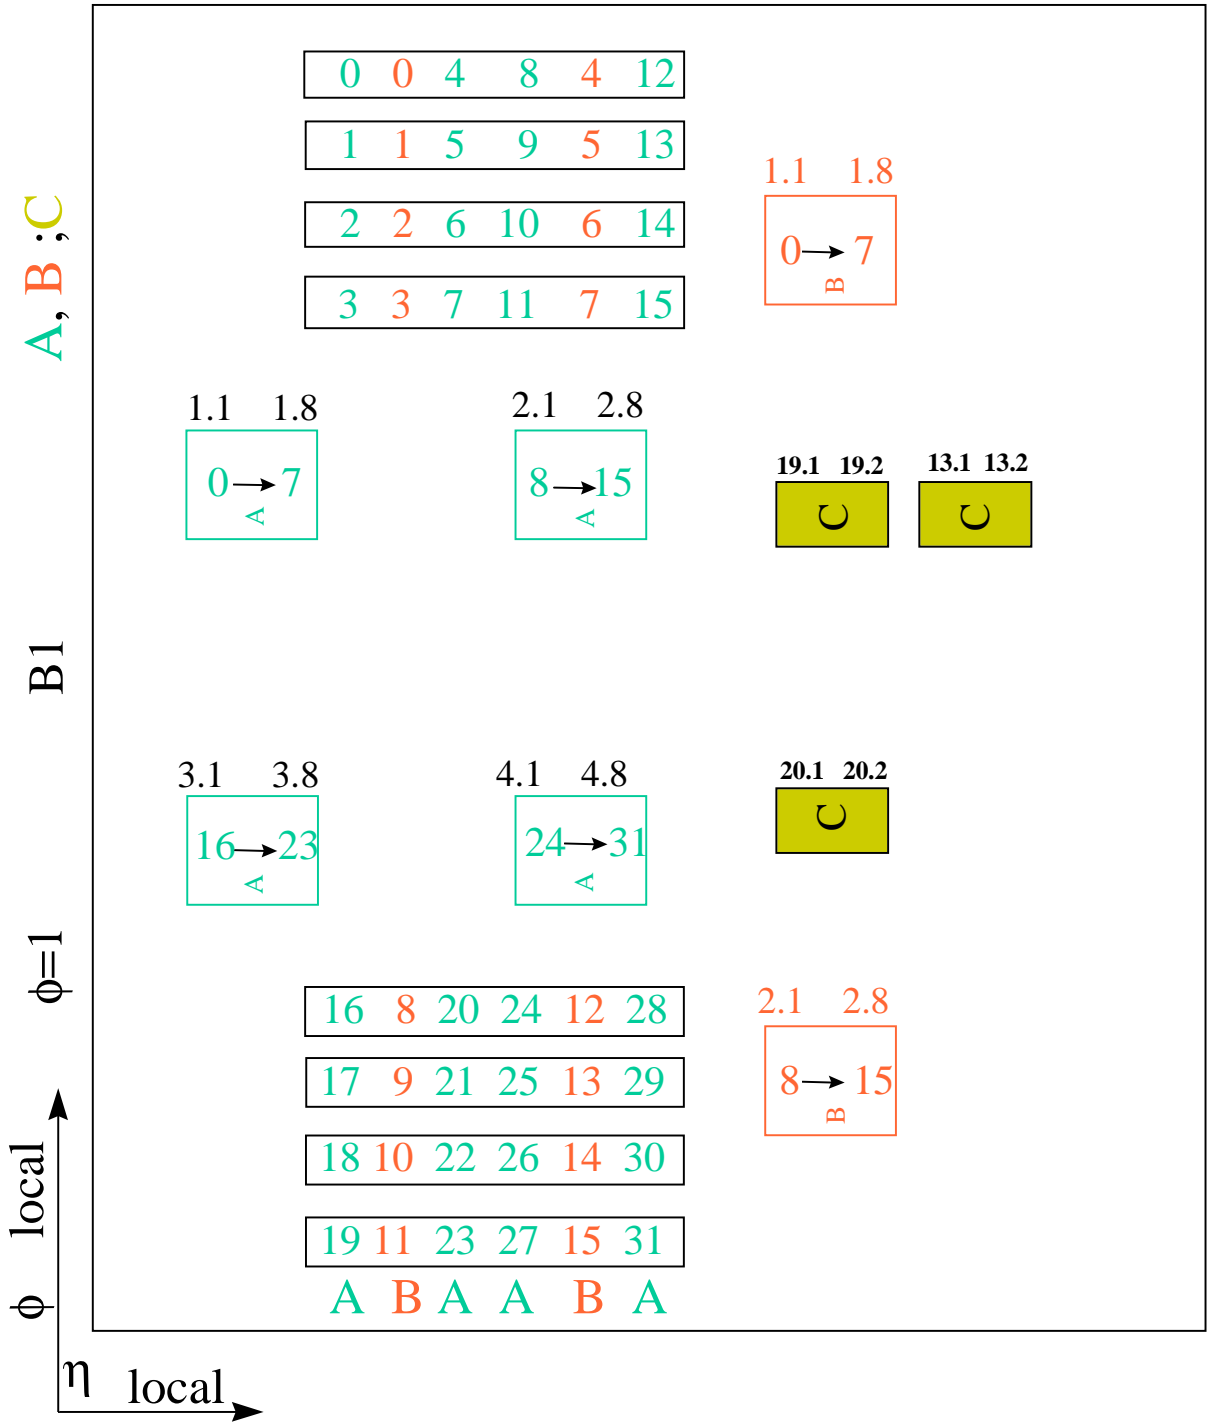 0 0 4 8 4 12
1 1 5 9 5 13
1.1 1.8
2 2 6 10 6 14
0 7
B
3 3 7 11 7 15
A, B ; C
1.1 1.8
2.1 2.8
0 7
A
8 15
A
19.1 19.2
13.1 13.2
C
C
B1
3.1 3.8
4.1 4.8
20.1 20.2
16 23
A
24 31
A
C
ϕ=1
16 8 20 24 12 28
2.1 2.8
17 9 21 25 13 29
8 15
B
18 10 22 26 14 30
19 11 23 27 15 31
A B A A B A
ϕ local
η local